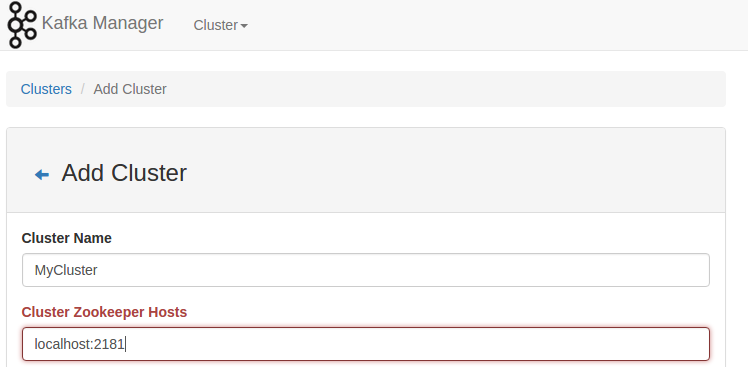 Kafka Manager Cluster
Clusters / Add Cluster
Add Cluster
Cluster Name
MyCluster
Cluster Zookeeper Hosts
localhost:2181